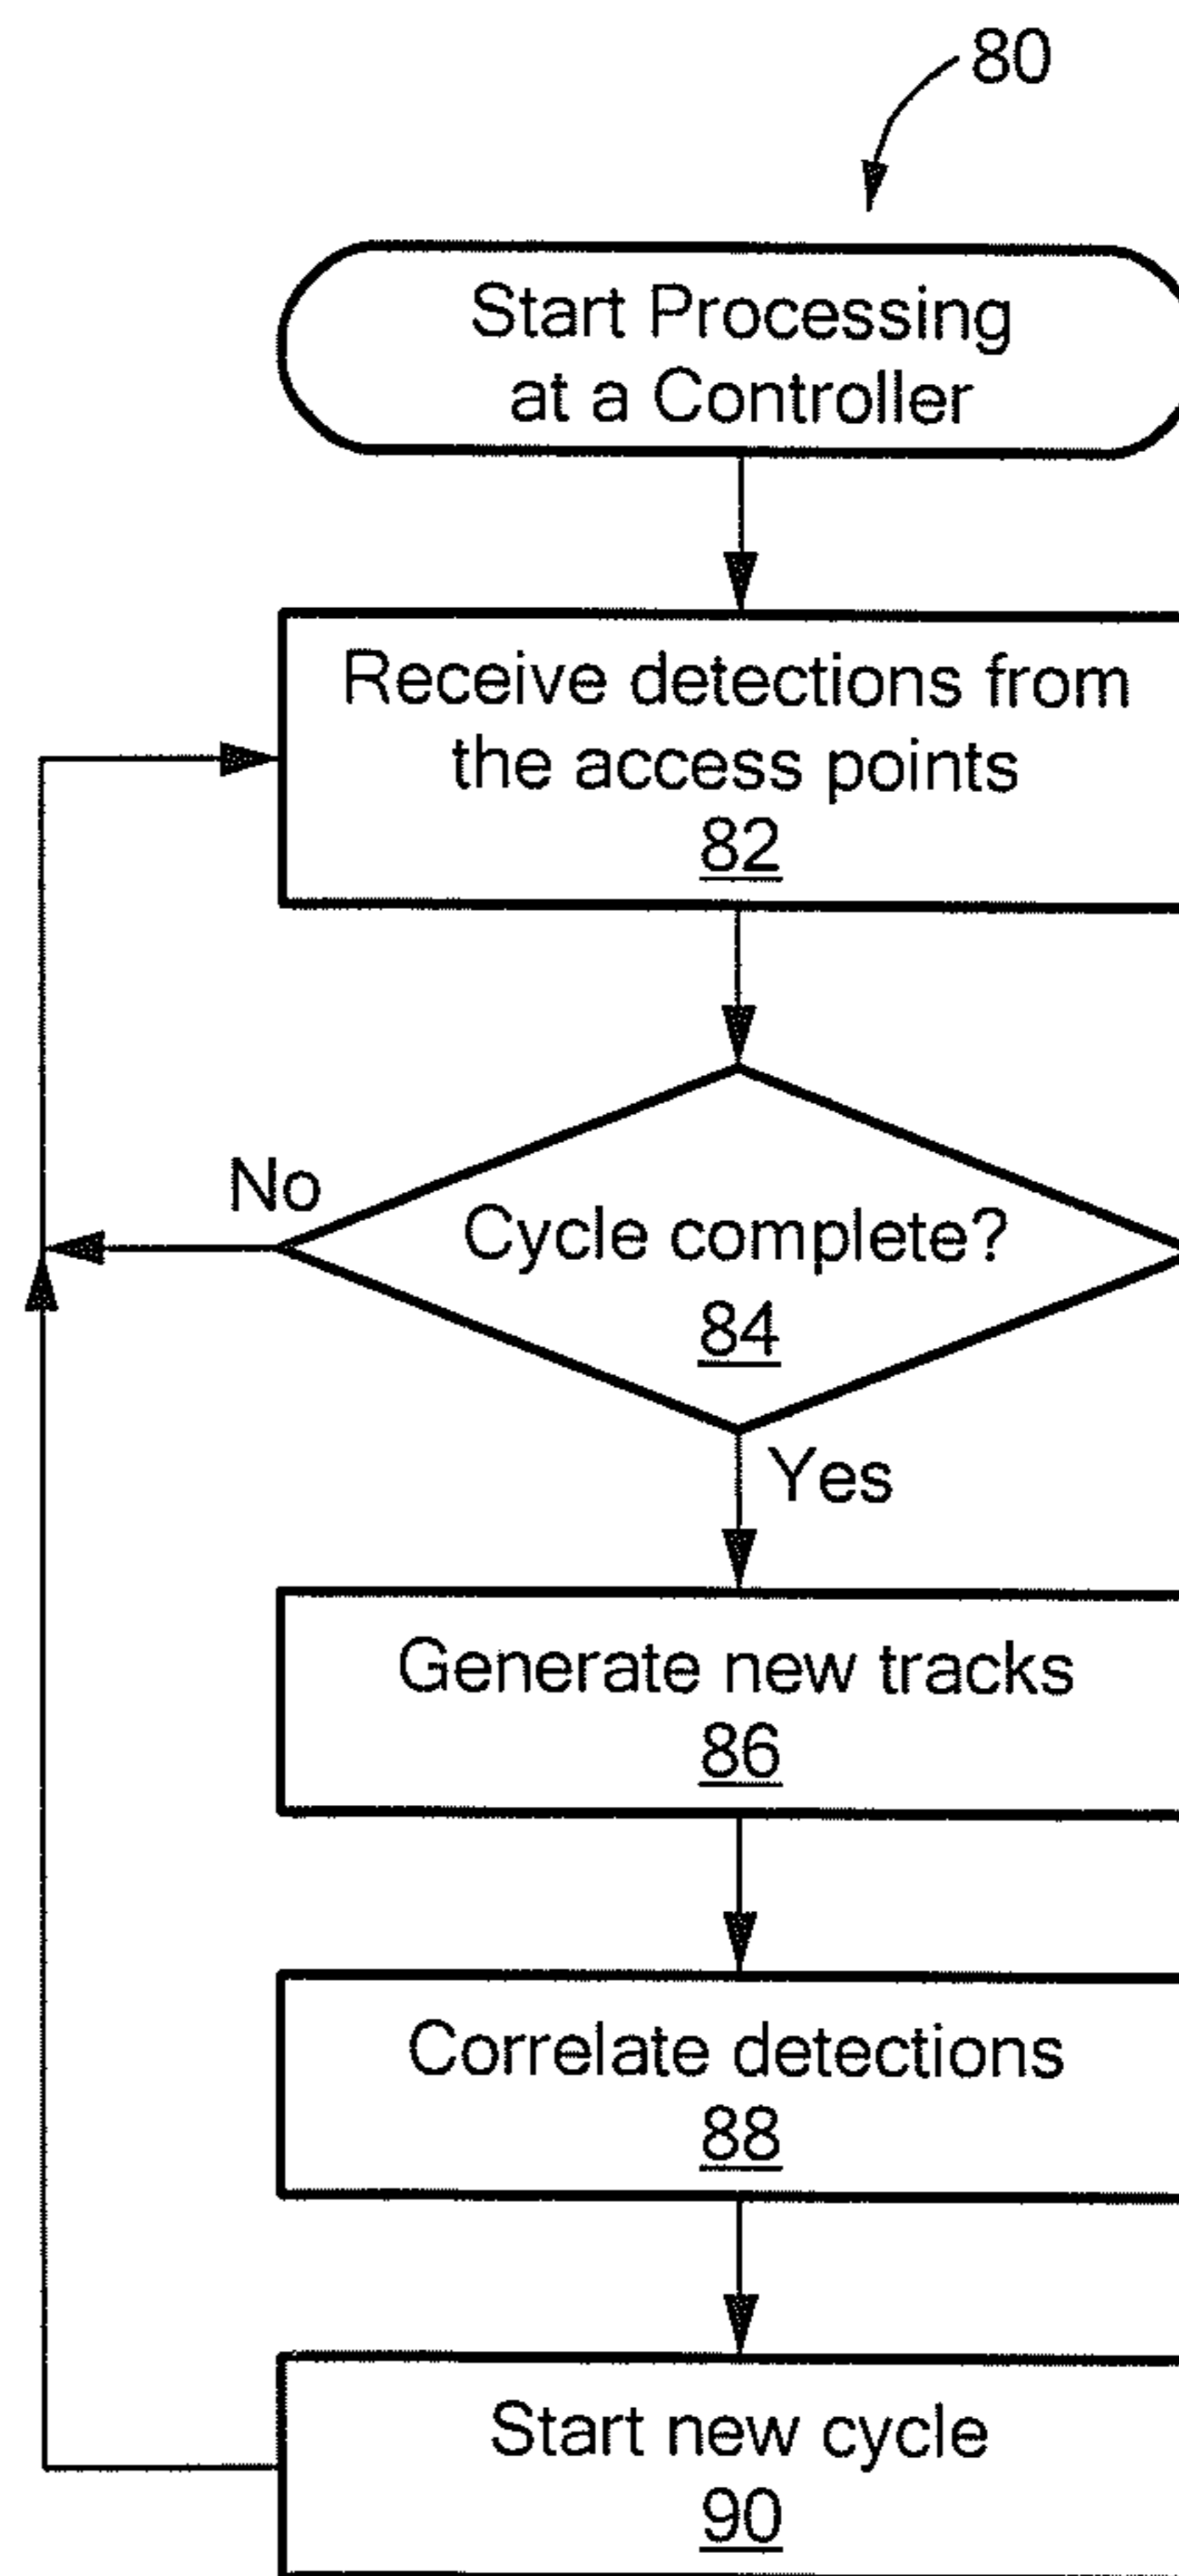 80
Start Processing
at a Controller
Receive detections from
the access points
82
No
Cycle complete?
84
Yes
Generate new tracks
86
Correlate detections
88
Start new cycle
90